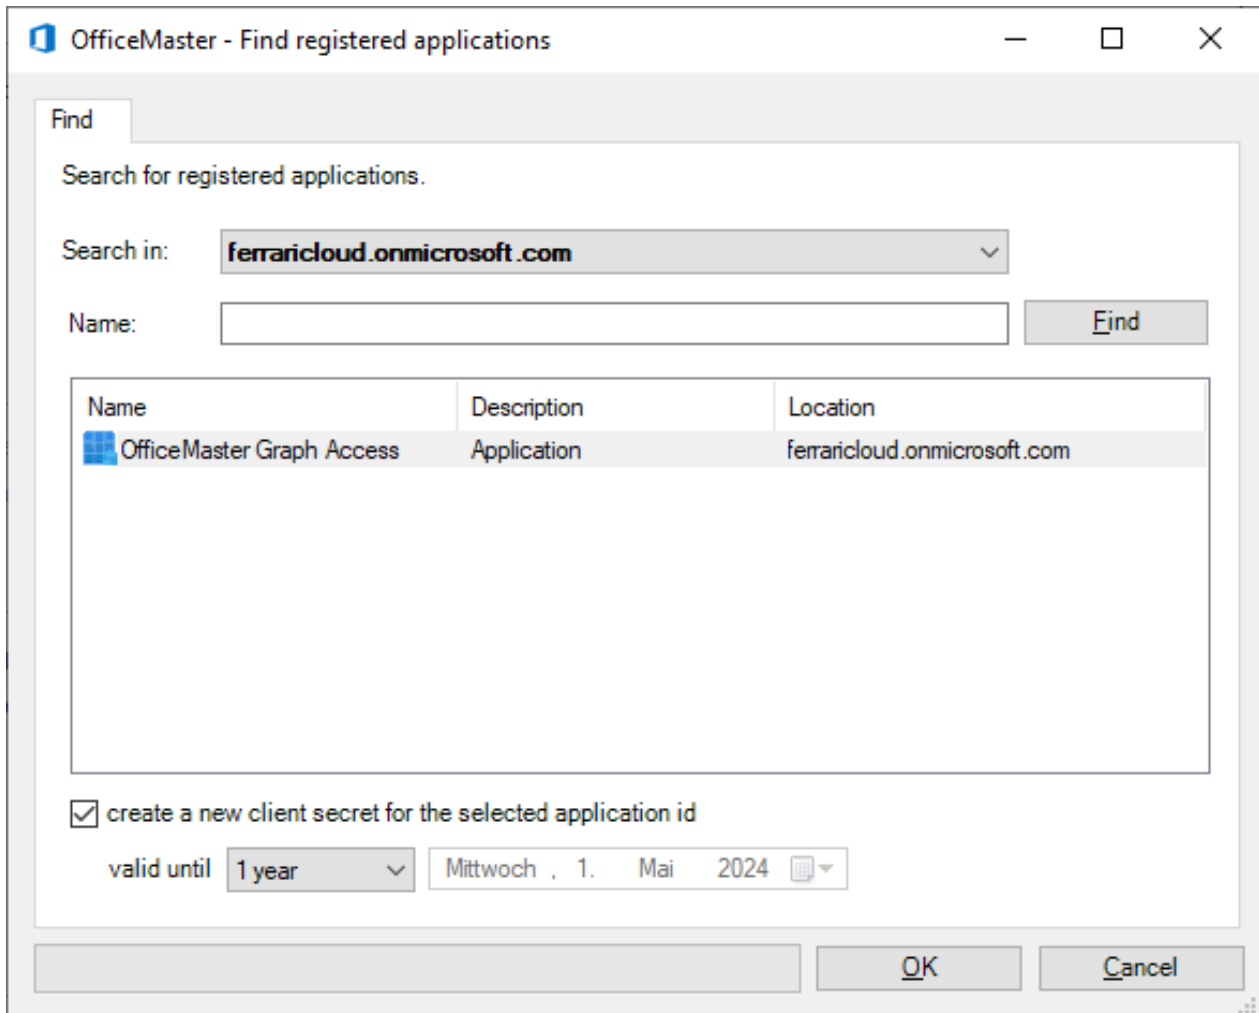 OfficeMaster - Find registered applications
Find
Search for registered applications.
Search in: ferraricloud.onmicrosoft.com
Name: Find
Name Description Location
OfficeMaster Graph Access Application ferraricloud.onmicrosoft.com
create a new client secret for the selected application id
valid until 1 year Mittwoch , 1. Mai 2024
OK Cancel